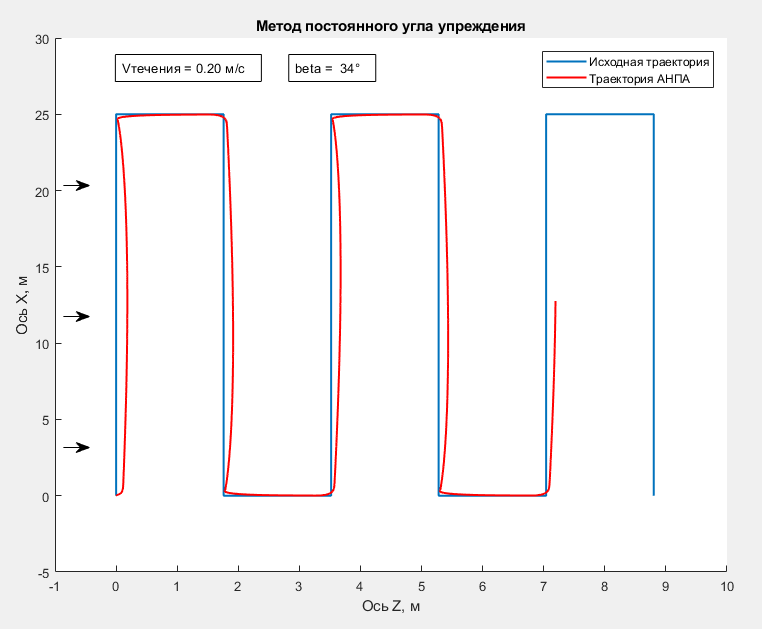 Метод постоянного угла упреждения
Vтечения = 0.20 м/с
beta =  34°
Исходная траектория
Траектория АНПА
Ось X, м
30
25
20
15
10
5
0
-5
-1
0
1
2
3
4
5
6
7
8
9
10
Ось Z, м